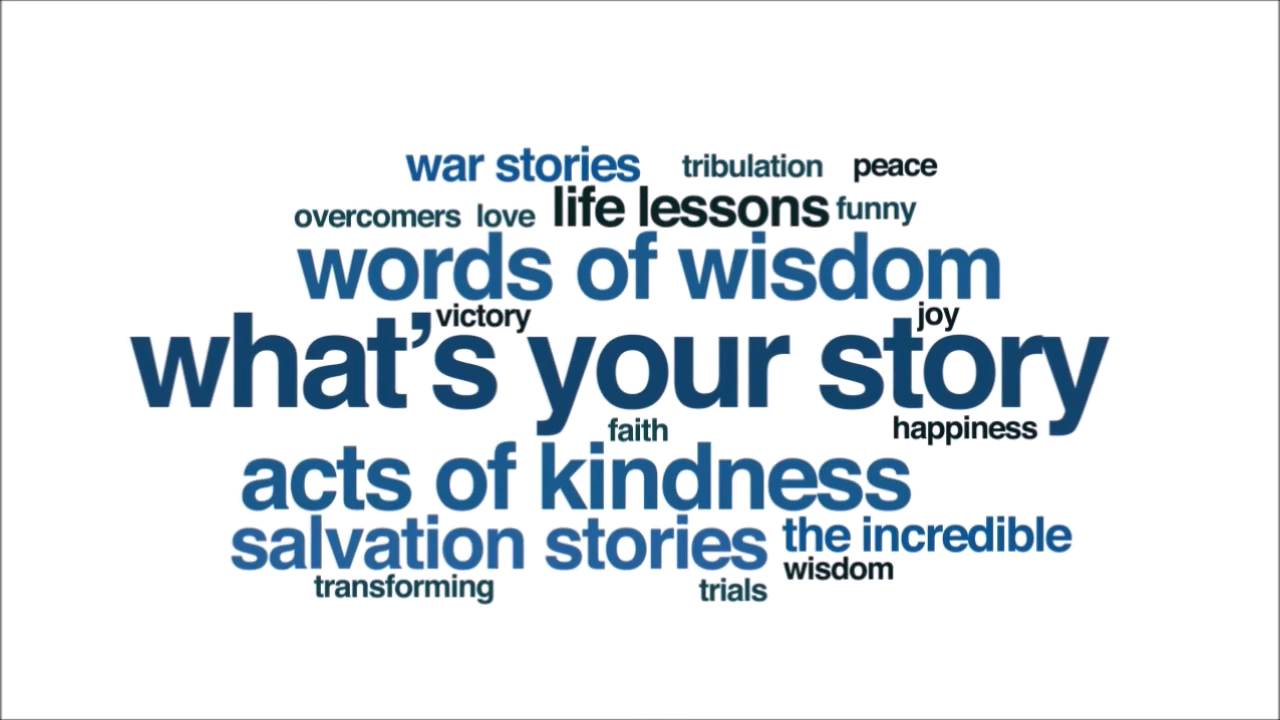 war stories tribulation peace
overcomers love life lessons funny
words of wisdom
victory joy
what’s your story
faith happiness
acts of kindness
salvation stories the incredible
wisdom
transforming trials